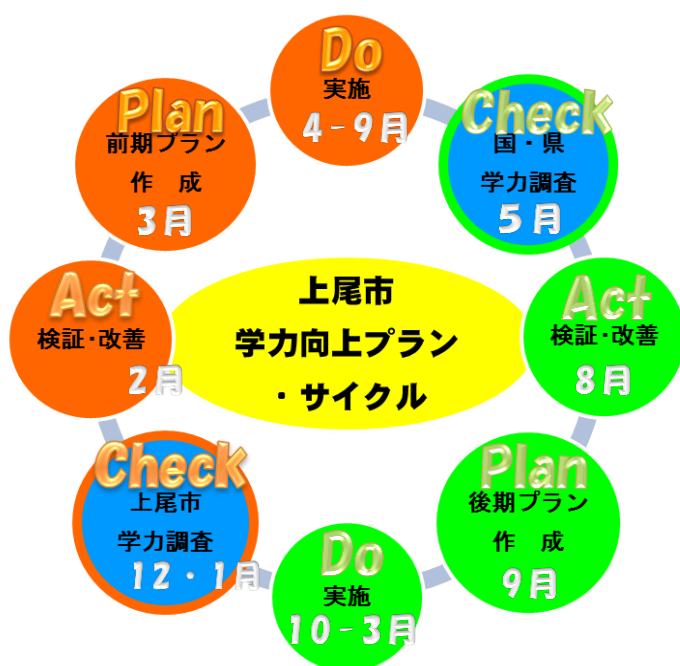 Do
実施
4-9月
Check
国・県
学力調査
5月
Act
検証・改善
8月
Plan
後期プラン
作 成
9月
Do
実施
10-3月
Check
上尾市
学力調査
12・1月
Act
検証・改善
2月
Plan
前期プラン
作 成
3月
上尾市
学力向上プラン
・サイクル